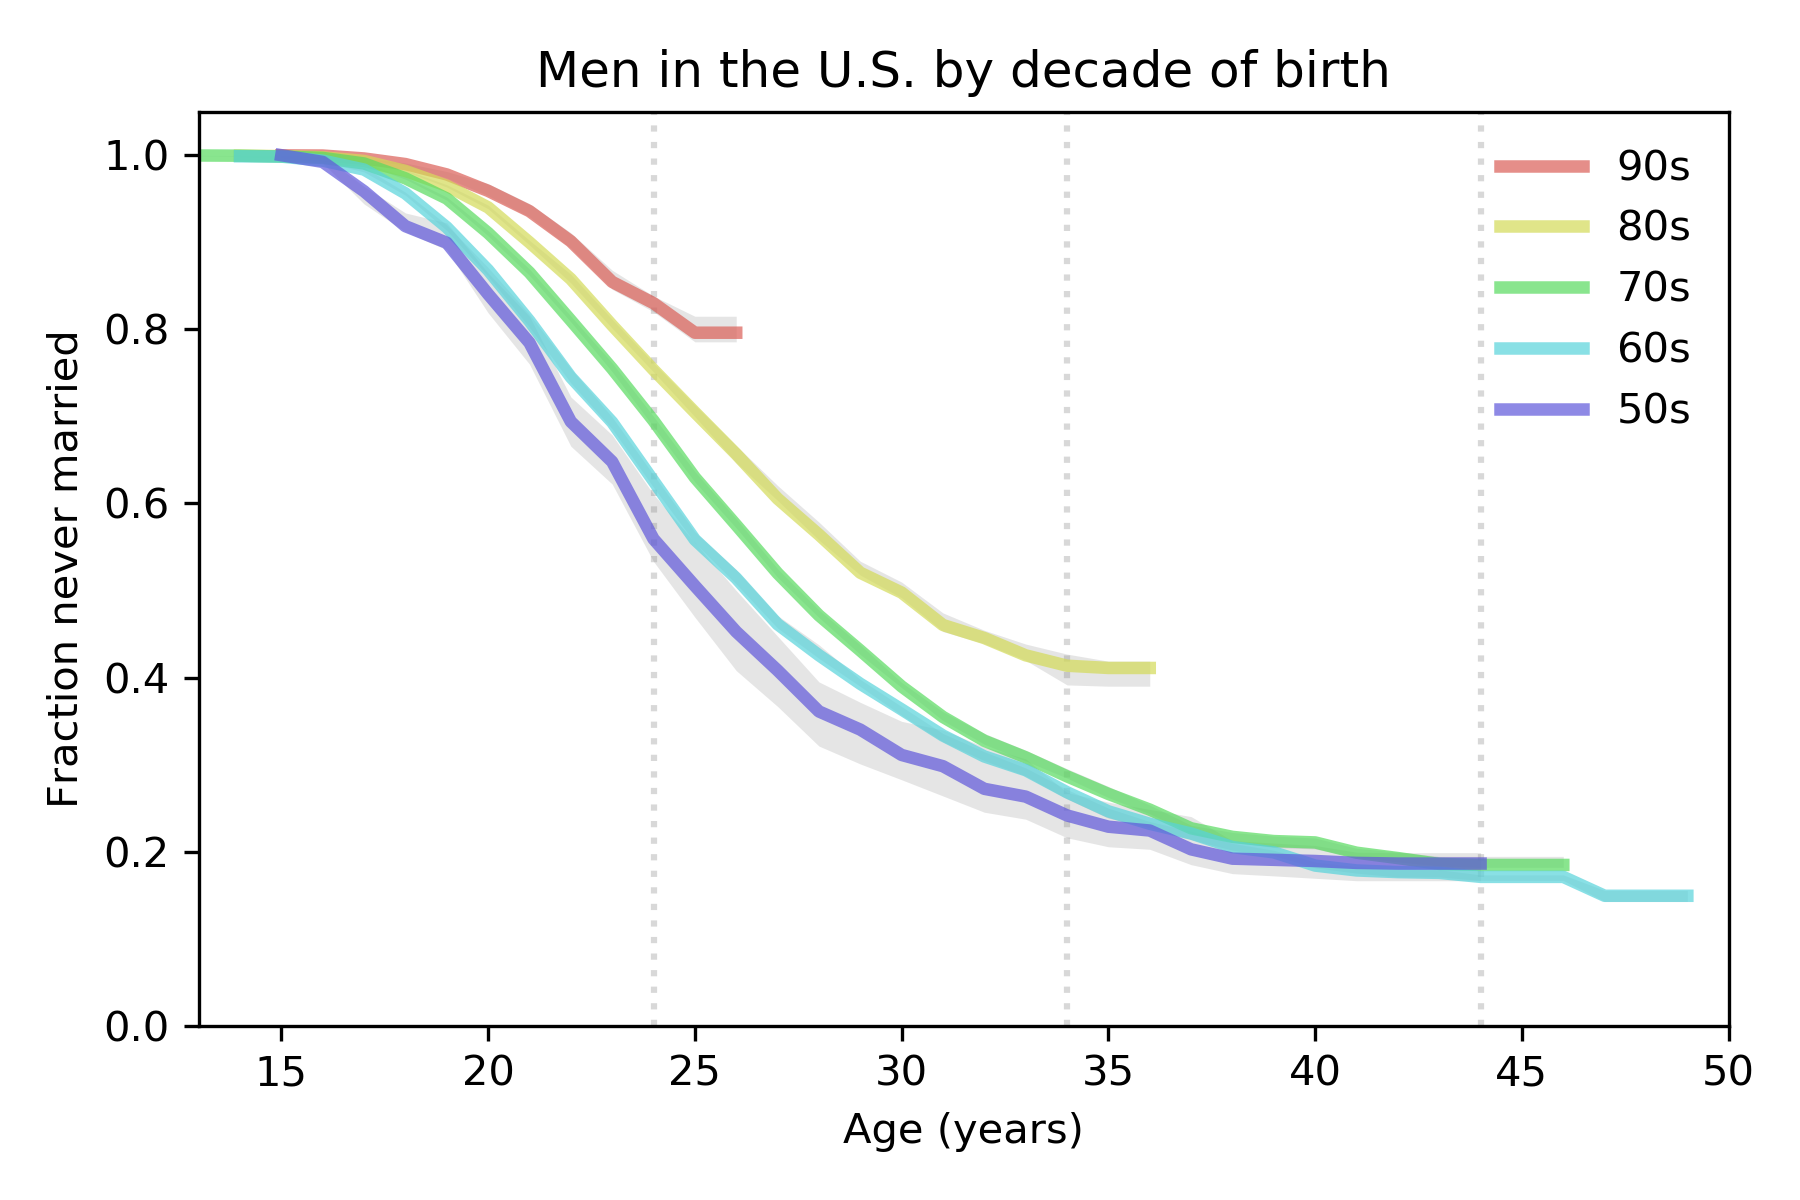 Men in the U.S. by decade of birth
1.0
0.8
0.6
0.4
0.2
0.0
Fraction never married
90s
80s
70s
60s
50s
15 20 25 30 35 40 45 50
Age (years)